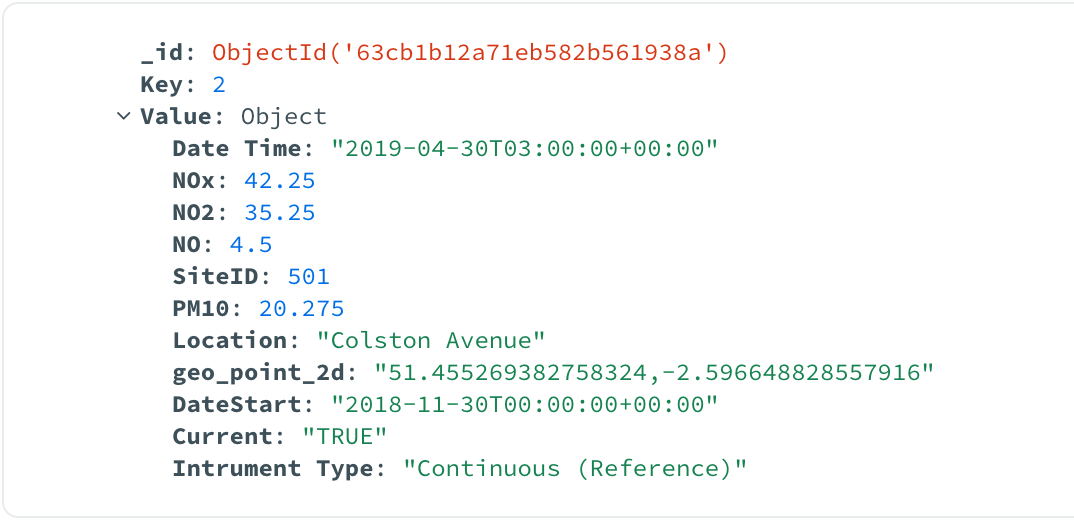 _id: ObjectId('63cb1b12a71eb582b561938a')
Key: 2
Value: Object
Date Time: "2019-04-30T03:00:00+00:00"
NOx: 42.25
NO2: 35.25
NO: 4.5
SiteID: 501
PM10: 20.275
Location: "Colston Avenue"
geo_point_2d: "51.455269382758324,-2.596648828557916"
DateStart: "2018-11-30T00:00:00+00:00"
Current: "TRUE"
Intrument Type: "Continuous (Reference)"